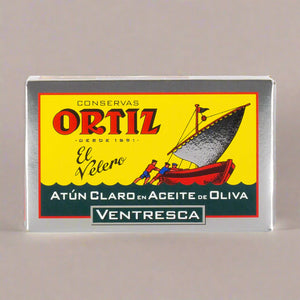 CONSERVAS
ORTIZ
-DESDE 1891-
El
Velero
ATÚN CLARO EN ACEITE DE OLIVA
VENTRESCA